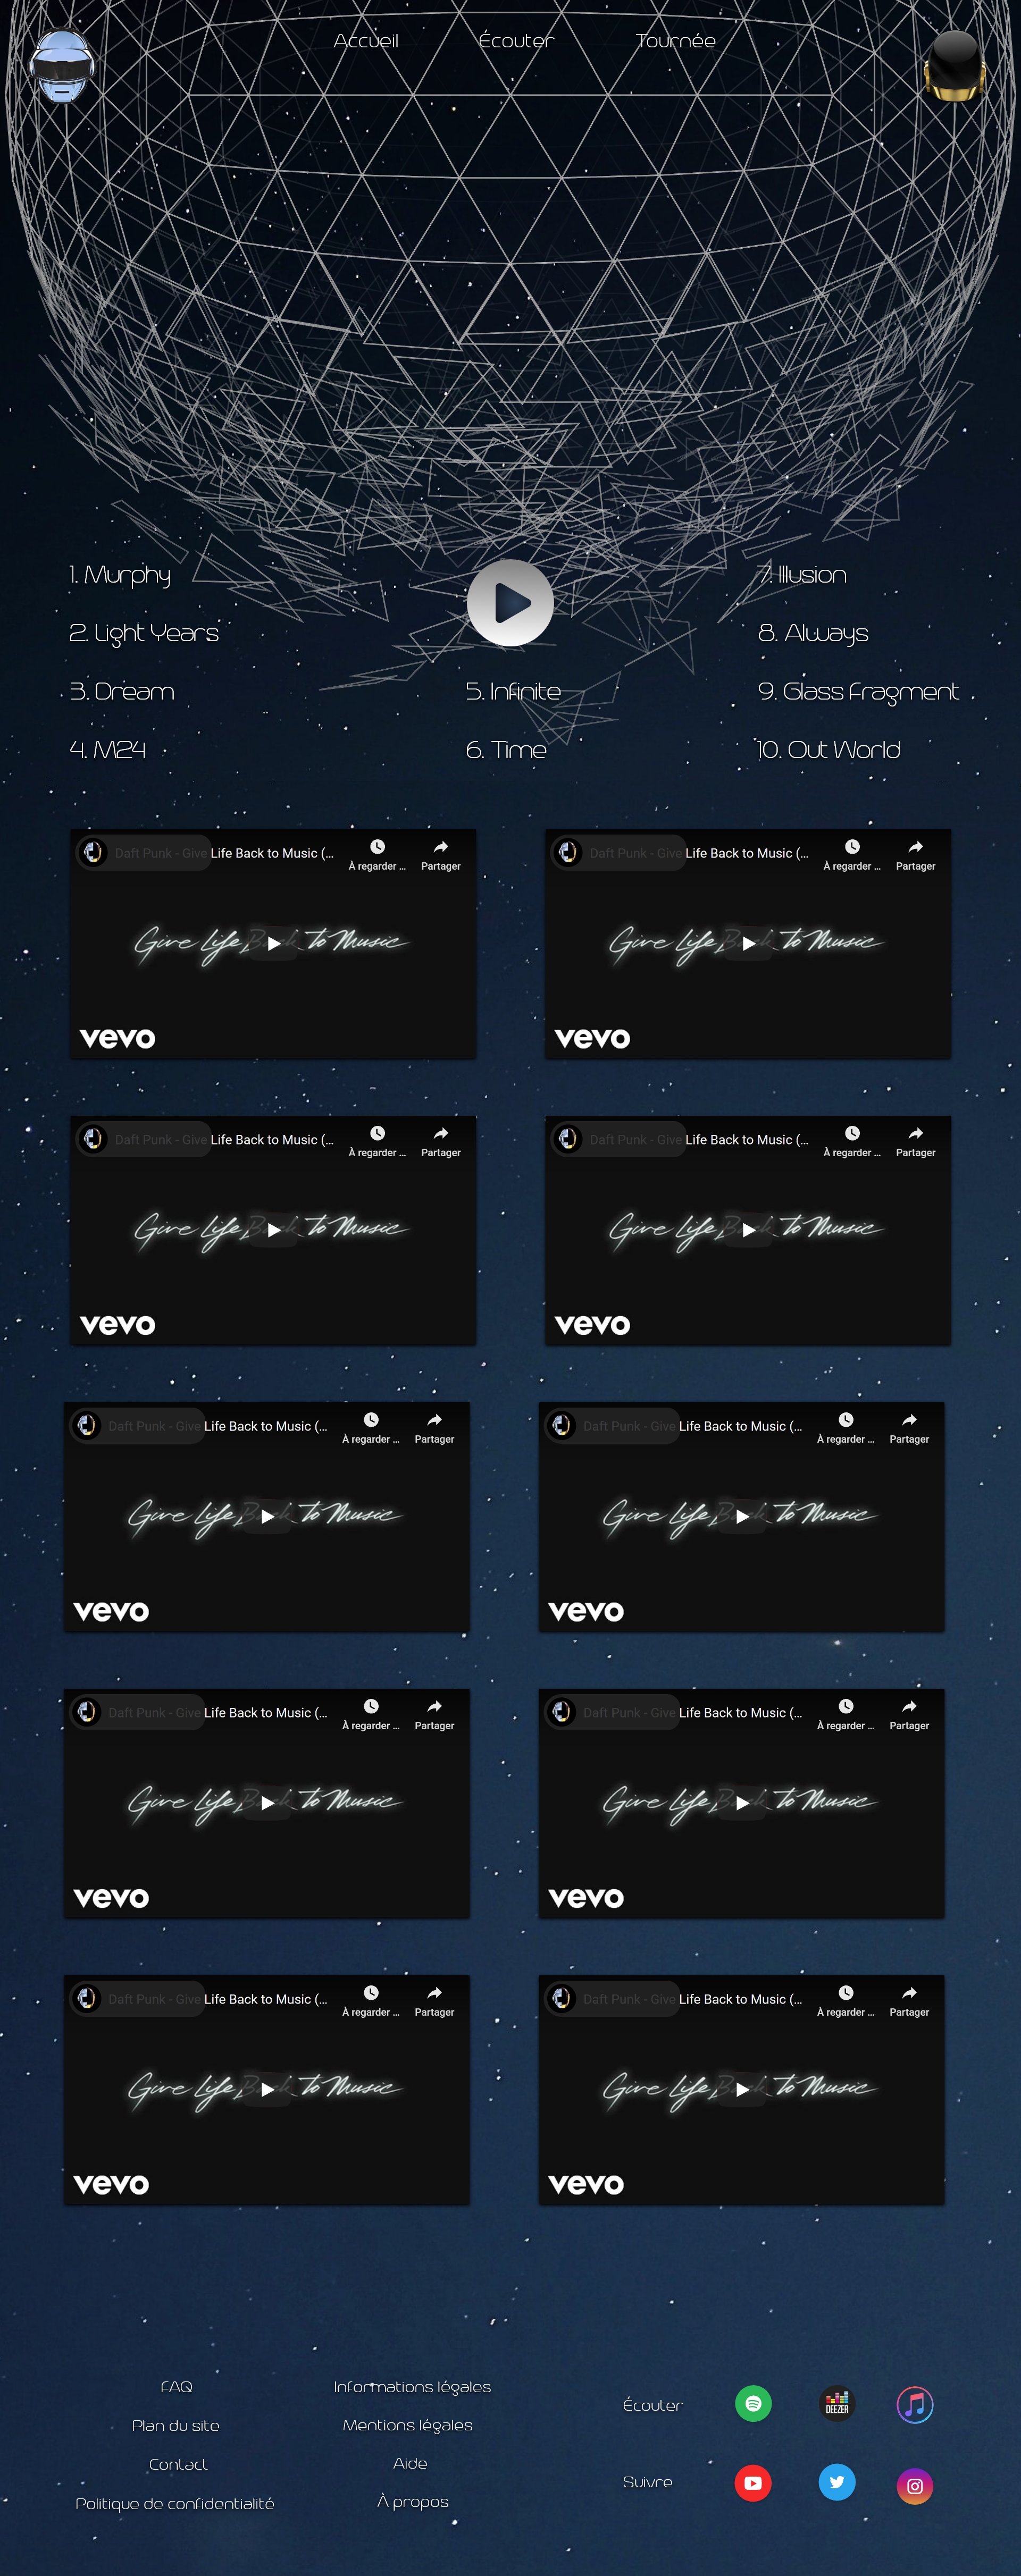 Accueil
Écouter
Tournée
1. Murphy
2. Light Years
3. Dream
4. M24
5. Infinite
6. Time
7. Illusion
8. Always
9. Glass Fragment
10. Out World
Daft Punk - Give Life Back to Music (...
À regarder ...
Partager
Give Life Back to Music
vevo
Daft Punk - Give Life Back to Music (...
À regarder ...
Partager
Give Life Back to Music
vevo
Daft Punk - Give Life Back to Music (...
À regarder ...
Partager
Give Life Back to Music
vevo
Daft Punk - Give Life Back to Music (...
À regarder ...
Partager
Give Life Back to Music
vevo
Daft Punk - Give Life Back to Music (...
À regarder ...
Partager
Give Life Back to Music
vevo
Daft Punk - Give Life Back to Music (...
À regarder ...
Partager
Give Life Back to Music
vevo
Daft Punk - Give Life Back to Music (...
À regarder ...
Partager
Give Life Back to Music
vevo
Daft Punk - Give Life Back to Music (...
À regarder ...
Partager
Give Life Back to Music
vevo
Daft Punk - Give Life Back to Music (...
À regarder ...
Partager
Give Life Back to Music
vevo
Daft Punk - Give Life Back to Music (...
À regarder ...
Partager
Give Life Back to Music
vevo
FAQ
Plan du site
Contact
Politique de confidentialité
Informations légales
Mentions légales
Aide
À propos
Écouter
DEEZER
Suivre